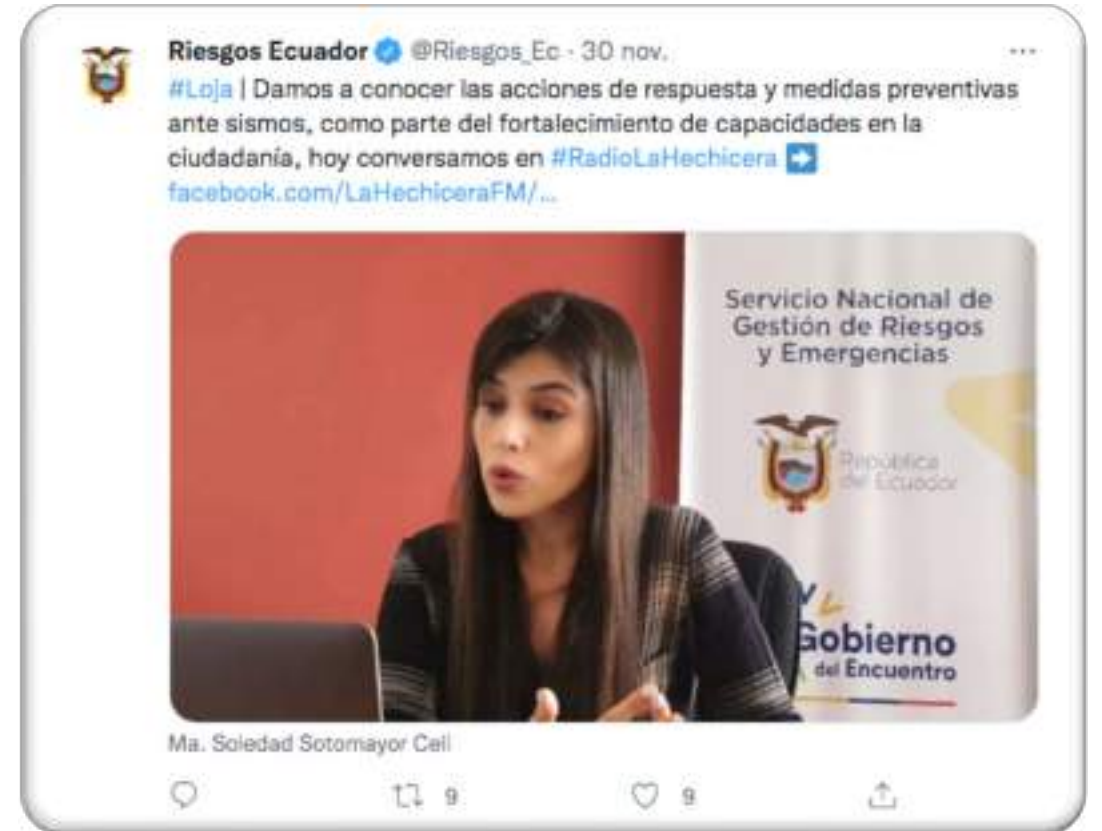 Riesgos Ecuador @Riesgos_Ec · 30 nov.
#Loja | Damos a conocer las acciones de respuesta y medidas preventivas
ante sismos, como parte del fortalecimiento de capacidades en la
ciudadanía, hoy conversamos en #RadioLaHechicera ➡
facebook.com/LaHechiceraFM/...
Servicio Nacional de
Gestión de Riesgos
y Emergencias
República
del Ecuador
Gobierno
del Encuentro
Ma. Soledad Sotomayor Celi
9
9